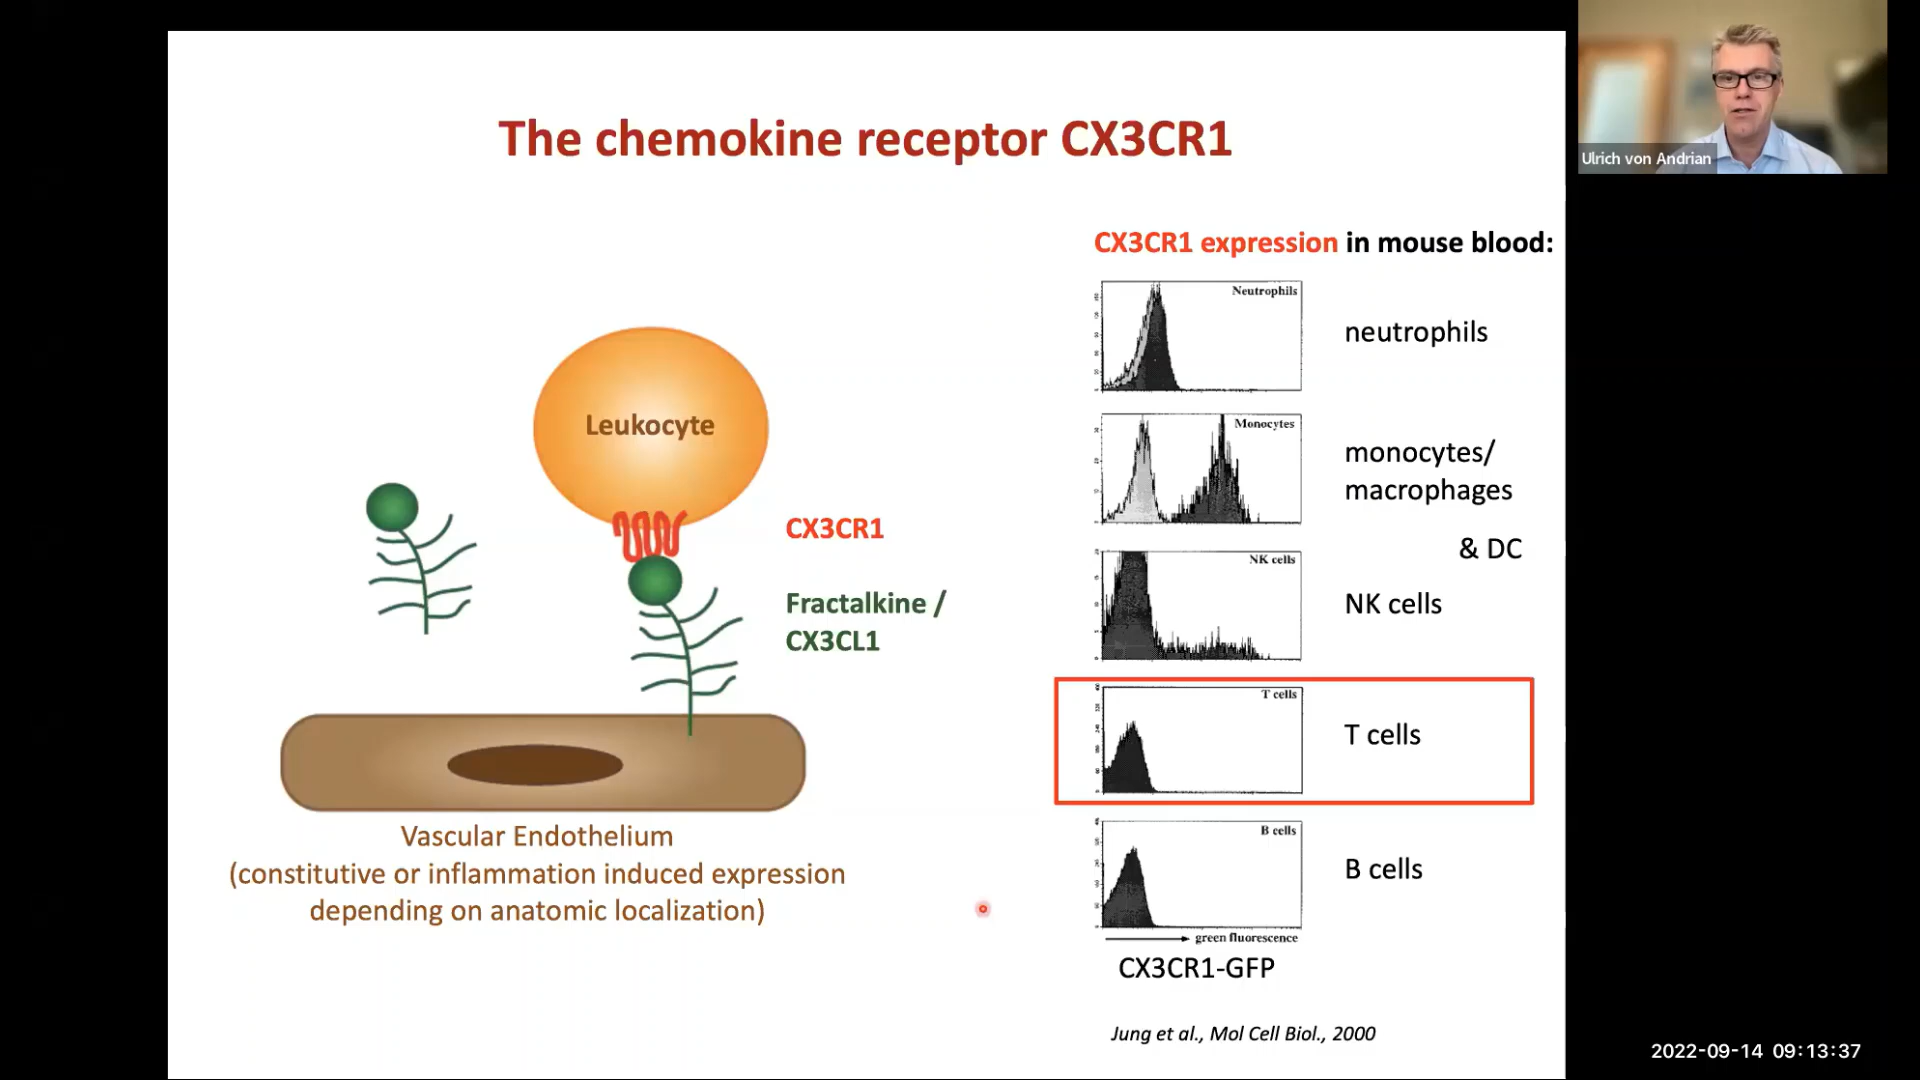 The chemokine receptor CX3CR1
Ulrich von Andrian
CX3CR1 expression in mouse blood:
Neutrophils
neutrophils
Leukocyte
Monocytes
monocytes/
macrophages
CX3CR1
& DC
NK cells
NK cells
Fractalkine /
CX3CL1
T cells
T cells
Vascular Endothelium
(constitutive or inflammation induced expression
depending on anatomic localization)
B cells
B cells
green fluorescence
CX3CR1-GFP
Jung et al., Mol Cell Biol., 2000
2022-09-14 09:13:37